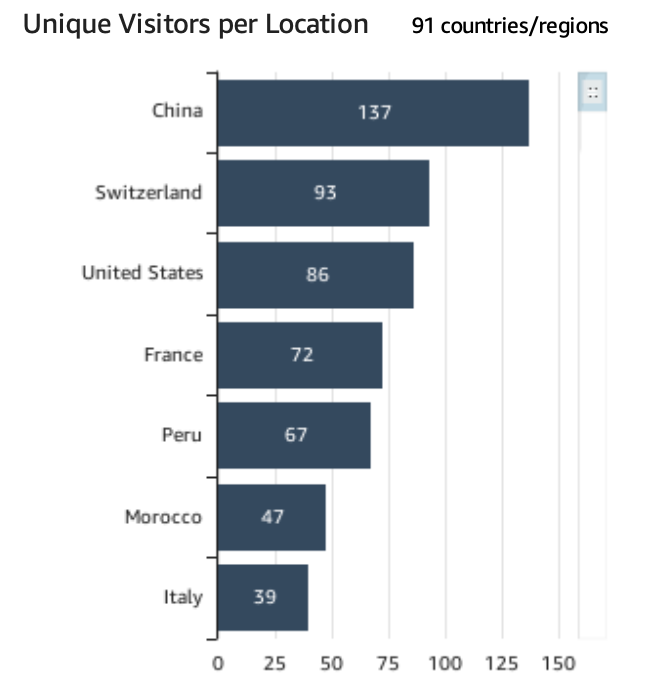 Unique Visitors per Location 91 countries/regions
China 137
Switzerland 93
United States 86
France 72
Peru 67
Morocco 47
Italy 39
0 25 50 75 100 125 150